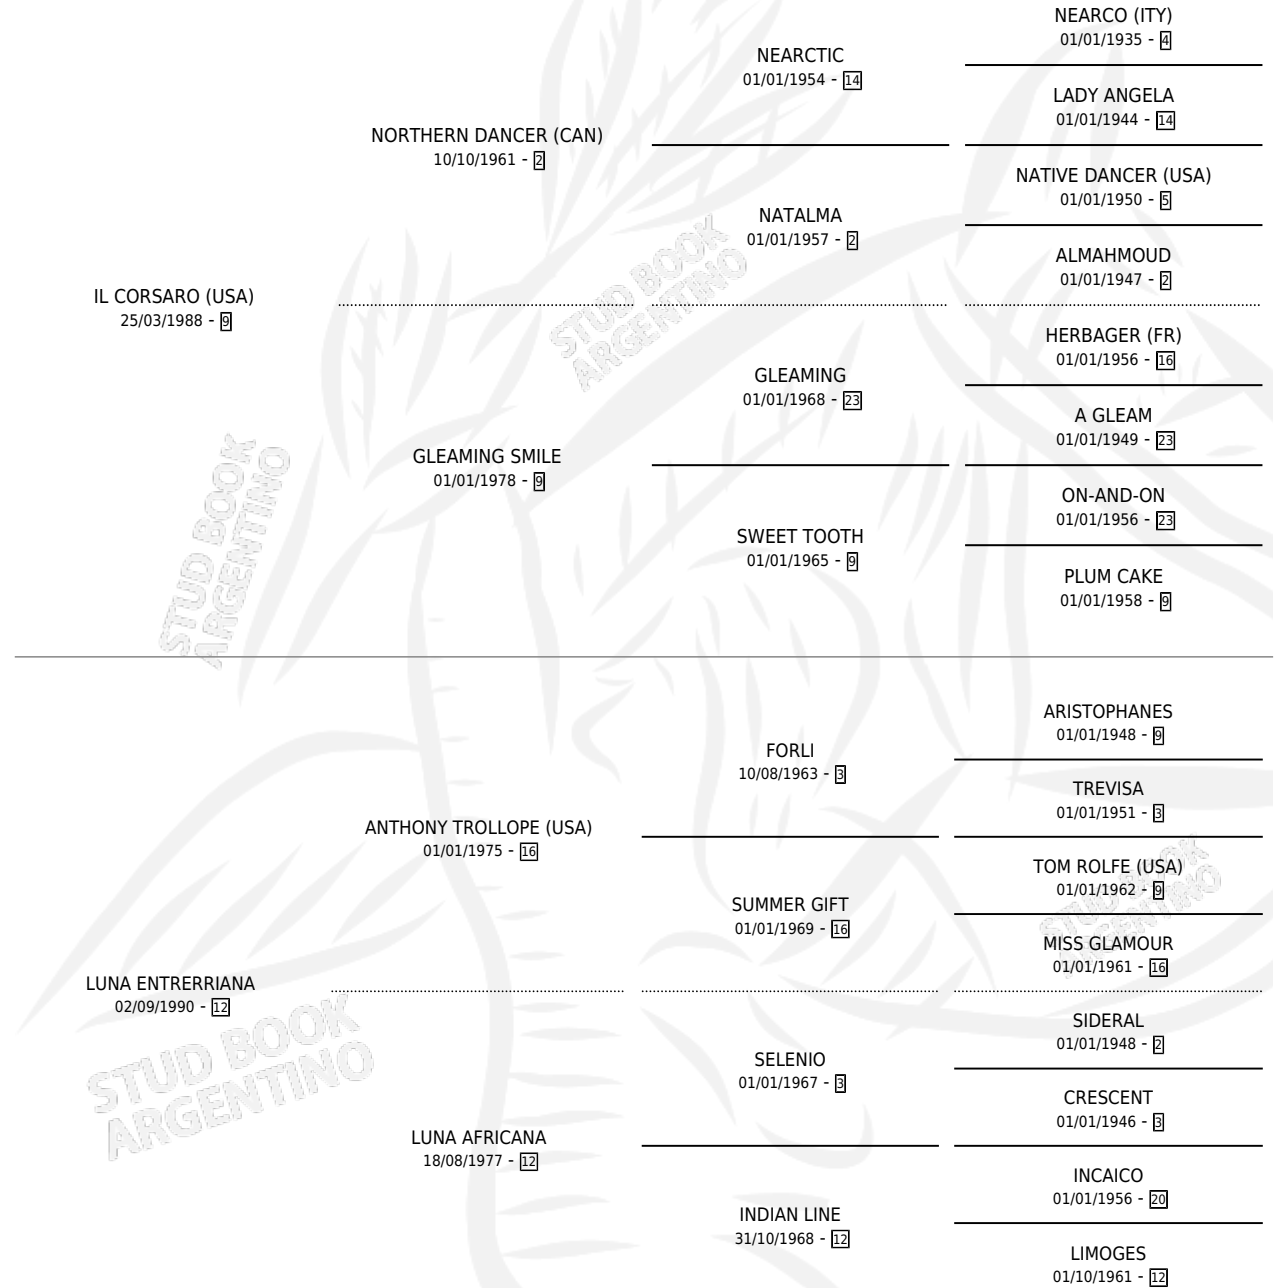 NEARCO (ITY)
01/01/1935 - 4
NEARCTIC
01/01/1954 - 14
LADY ANGELA
01/01/1944 - 14
NORTHERN DANCER (CAN)
10/10/1961 - 2
NATIVE DANCER (USA)
01/01/1950 - 5
NATALMA
01/01/1957 - 2
ALMAHMOUD
01/01/1947 - 2
IL CORSARO (USA)
25/03/1988 - 9
STUD BOOK
ARGENTINO
HERBAGER (FR)
01/01/1956 - 16
GLEAMING
01/01/1968 - 23
A GLEAM
01/01/1949 - 23
GLEAMING SMILE
01/01/1978 - 9
ON-AND-ON
01/01/1956 - 23
SWEET TOOTH
01/01/1965 - 9
PLUM CAKE
01/01/1958 - 9
STUD BOOK
ARGENTINO
ARISTOPHANES
01/01/1948 - 9
FORLI
10/08/1963 - 3
TREVISA
01/01/1951 - 3
ANTHONY TROLLOPE (USA)
01/01/1975 - 16
TOM ROLFE (USA)
01/01/1962 - 9
SUMMER GIFT
01/01/1969 - 16
MISS GLAMOUR
01/01/1961 - 16
STUD BOOK
ARGENTINO
LUNA ENTRERRIANA
02/09/1990 - 12
SIDERAL
01/01/1948 - 2
SELENIO
01/01/1967 - 3
CRESCENT
01/01/1946 - 3
STUD BOOK
ARGENTINO
LUNA AFRICANA
18/08/1977 - 12
INCAICO
01/01/1956 - 20
INDIAN LINE
31/10/1968 - 12
LIMOGES
01/10/1961 - 12